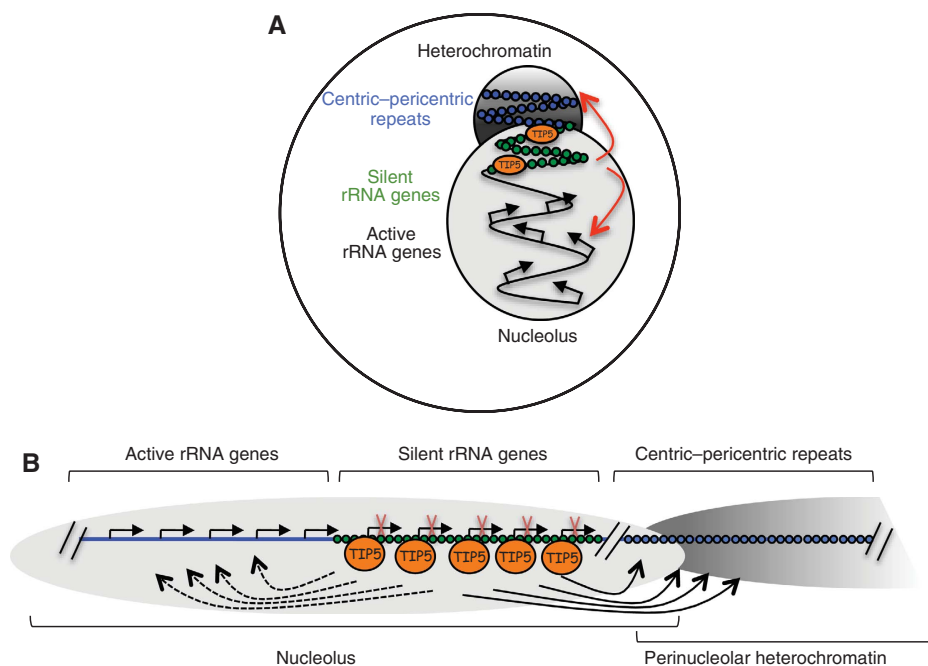 A
Heterochromatin
Centric–pericentric
repeats
TIP5
TIP5
Silent
rRNA genes
Active
rRNA genes
Nucleolus
B
Active rRNA genes
Silent rRNA genes
Centric–pericentric repeats
TIP5
TIP5
TIP5
TIP5
TIP5
Nucleolus
Perinucleolar heterochromatin